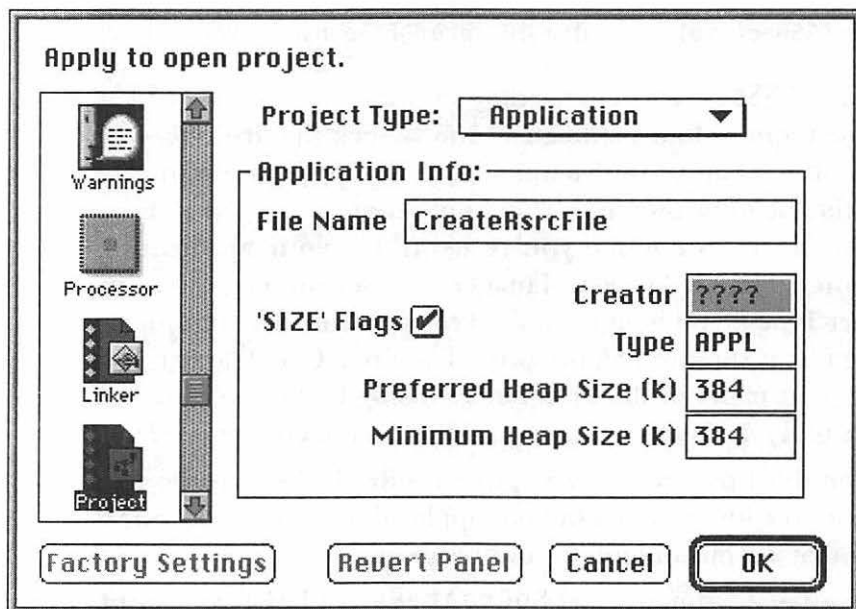 Apply to open project.
Warnings
Processor
Linker
Project
Project Type: Application
Application Info:
File Name CreateRsrcFile
'SIZE' Flags
Creator ????
Type APPL
Preferred Heap Size (k) 384
Minimum Heap Size (k) 384
Factory Settings
Revert Panel
Cancel
OK